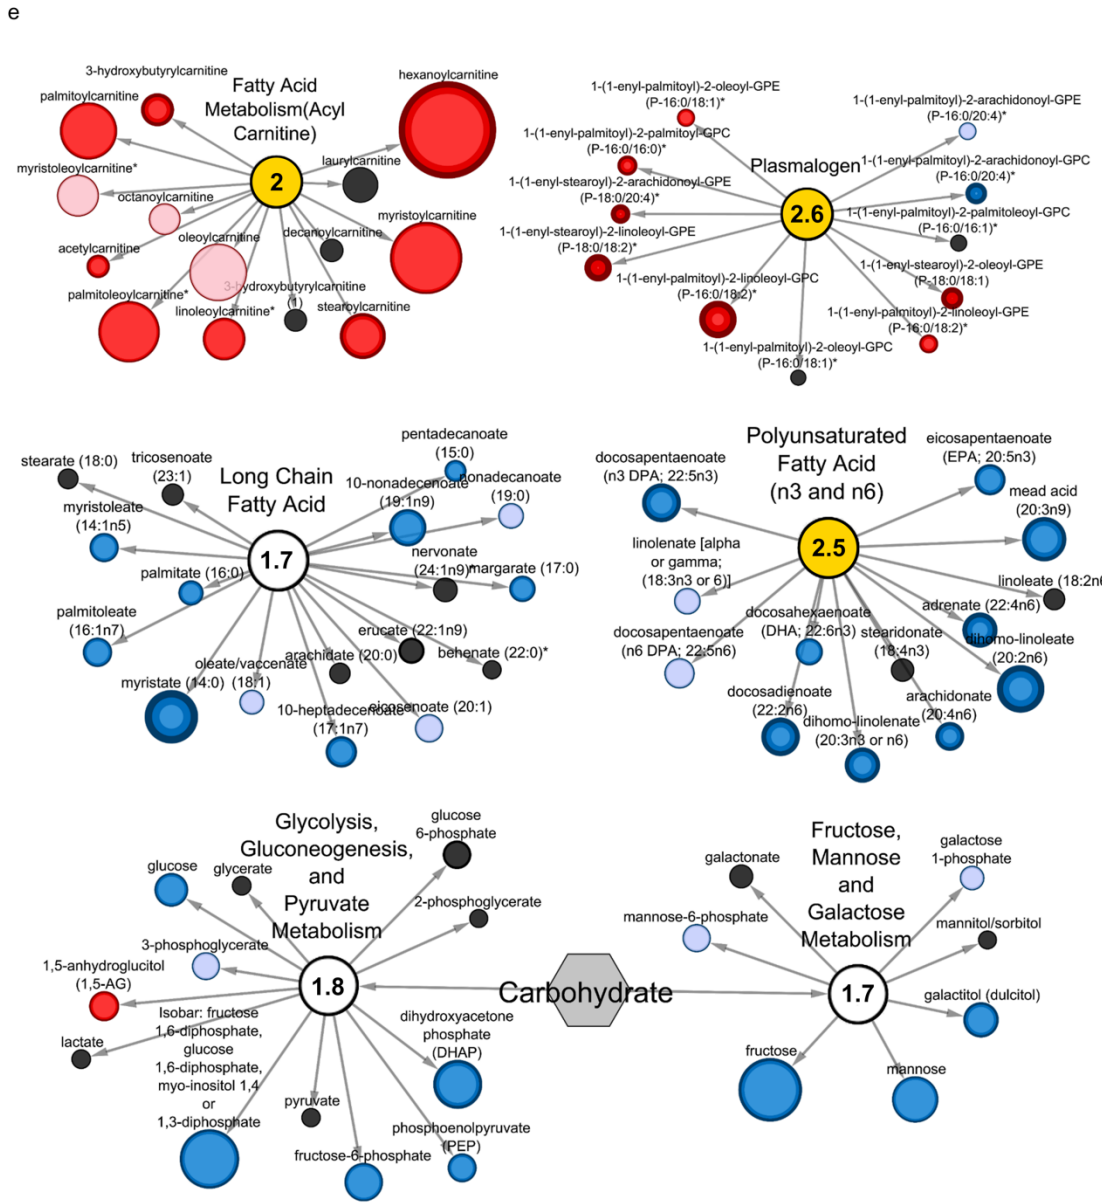 e
3-hydroxybutyrylcarnitine
palmitoylcarnitine
Fatty Acid
Metabolism(Acyl
Carnitine)
hexanoylcarnitine
myristoleoylcarnitine*
octanoylcarnitine
laurylcarnitine
2
acetylcarnitine
oleoylcarnitine
decanoylcarnitine
myristoylcarnitine
palmitoleoylcarnitine*
3-hydroxybutyrylcarnitine
(1)
linoleoylcarnitine*
stearoylcarnitine
1-(1-enyl-palmitoyl)-2-oleoyl-GPE
(P-16:0/18:1)*
1-(1-enyl-palmitoyl)-2-arachidonoyl-GPE
(P-16:0/20:4)*
1-(1-enyl-palmitoyl)-2-palmitoyl-GPC
(P-16:0/16:0)*
Plasmalogen
1-(1-enyl-palmitoyl)-2-arachidonoyl-GPC
(P-16:0/20:4)*
1-(1-enyl-stearoyl)-2-arachidonoyl-GPE
(P-18:0/20:4)*
2.6
1-(1-enyl-palmitoyl)-2-palmitoleoyl-GPC
(P-16:0/16:1)*
1-(1-enyl-stearoyl)-2-linoleoyl-GPE
(P-18:0/18:2)*
1-(1-enyl-stearoyl)-2-oleoyl-GPE
(P-18:0/18:1)
1-(1-enyl-palmitoyl)-2-linoleoyl-GPC
(P-16:0/18:2)*
1-(1-enyl-palmitoyl)-2-linoleoyl-GPE
(P-16:0/18:2)*
1-(1-enyl-palmitoyl)-2-oleoyl-GPC
(P-16:0/18:1)*
pentadecanoate
(15:0)
stearate (18:0)
tricosenoate
(23:1)
Long Chain
Fatty Acid
10-nonadecenoate
(19:1n9)
nonadecanoate
(19:0)
myristoleate
(14:1n5)
1.7
nervonate
(24:1n9)*
margarate (17:0)
palmitate (16:0)
palmitoleate
(16:1n7)
erucate (22:1n9)
arachidate (20:0)
behenate (22:0)*
oleate/vaccenate
(18:1)
myristate (14:0)
10-heptadecenoate
(17:1n7)
eicosenoate (20:1)
Polyunsaturated
Fatty Acid
(n3 and n6)
docosapentaenoate
(n3 DPA; 22:5n3)
eicosapentaenoate
(EPA; 20:5n3)
mead acid
(20:3n9)
2.5
linolenate [alpha
or gamma;
(18:3n3 or 6)]
linoleate (18:2n6
adrenate (22:4n6)
docosahexaenoate
(DHA; 22:6n3)
stearidonate
(18:4n3)
docosapentaenoate
(n6 DPA; 22:5n6)
dihomo-linoleate
(20:2n6)
docosadienoate
(22:2n6)
dihomo-linolenate
(20:3n3 or n6)
arachidonate
(20:4n6)
Glycolysis,
Gluconeogenesis,
and
Pyruvate
Metabolism
glucose
6-phosphate
glucose
glycerate
2-phosphoglycerate
3-phosphoglycerate
1,5-anhydroglucitol
(1,5-AG)
1.8
lactate
Isobar: fructose
1,6-diphosphate,
glucose
1,6-diphosphate,
myo-inositol 1,4
or
1,3-diphosphate
dihydroxyacetone
phosphate
(DHAP)
pyruvate
phosphoenolpyruvate
(PEP)
fructose-6-phosphate
Carbohydrate
Fructose,
Mannose
and
Galactose
Metabolism
galactonate
galactose
1-phosphate
mannose-6-phosphate
mannitol/sorbitol
1.7
galactitol (dulcitol)
fructose
mannose